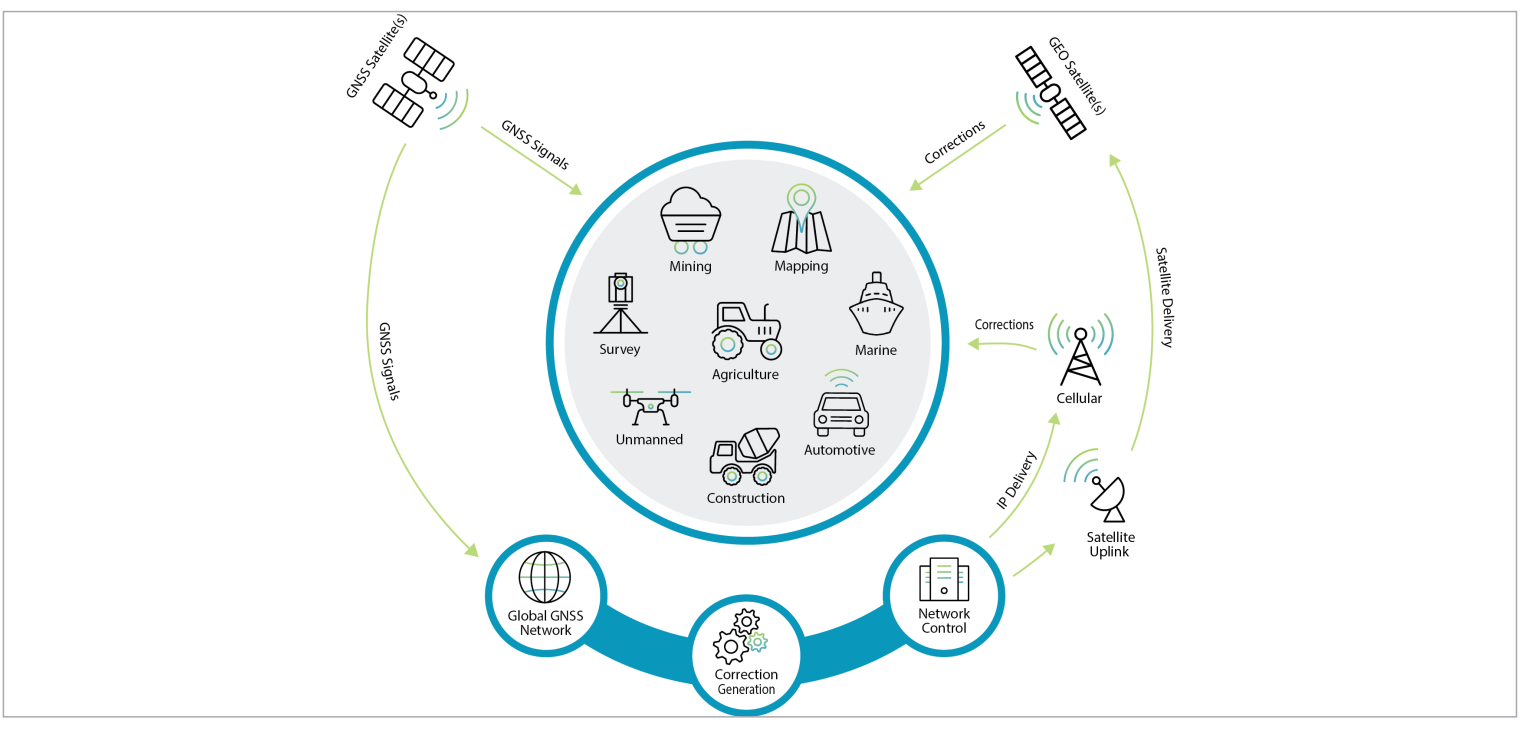 GNSS Satellite(s)
GEO Satellite(s)
GNSS Signals
Corrections
Mining
Mapping
Survey
Agriculture
Marine
Unmanned
Automotive
Construction
GNSS Signals
Corrections
Cellular
Satellite Delivery
IP Delivery
Satellite
Uplink
Global GNSS
Network
Correction
Generation
Network
Control